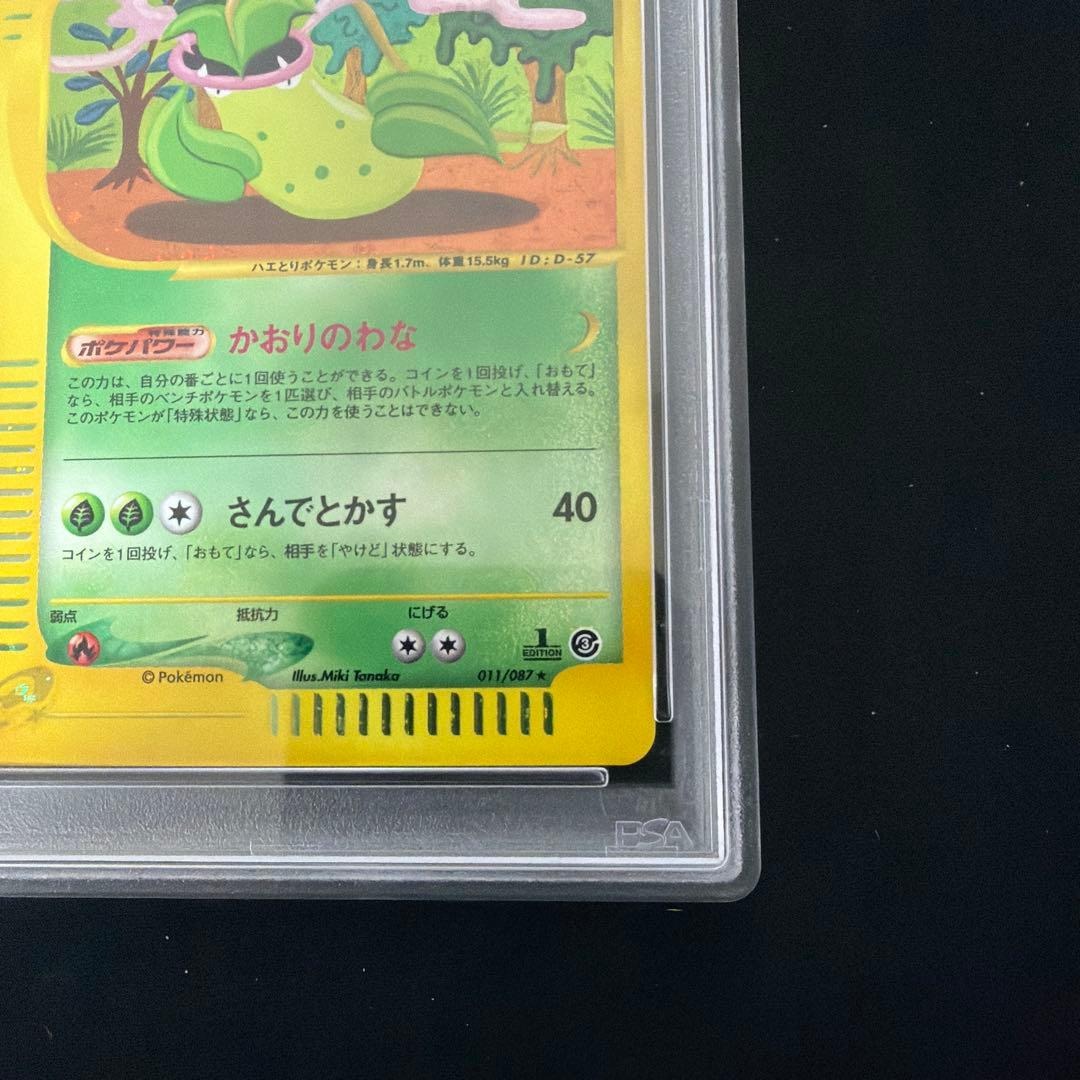 ハエとりポケモン：身長1.7m、体重15.5kg ID：D-57
特殊能力
ポケパワー かおりのわな
この力は、自分の番ごとに1回使うことができる。コインを1回投げ、「おもて」
なら、相手のベンチポケモンを1匹選び、相手のバトルポケモンと入れ替える。
このポケモンが「特殊状態」なら、この力を使うことはできない。
さんでとかす 40
コインを1回投げ、「おもて」なら、相手を「やけど」状態にする。
弱点 抵抗力 にげる
1 EDITION 3
© Pokémon Illus.Miki Tanaka 011/087★
PSA